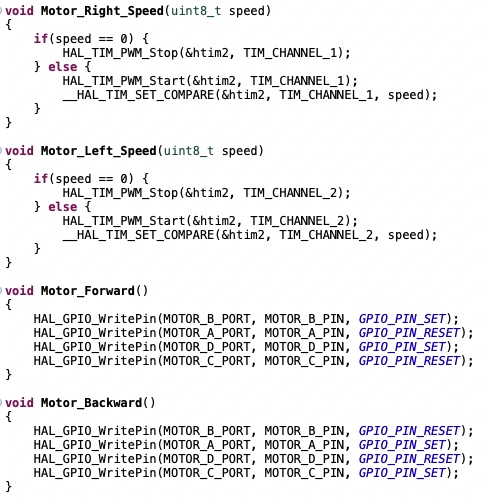 void Motor_Right_Speed(uint8_t speed)
{
    if(speed == 0) {
        HAL_TIM_PWM_Stop(&htim2, TIM_CHANNEL_1);
    } else {
        HAL_TIM_PWM_Start(&htim2, TIM_CHANNEL_1);
        __HAL_TIM_SET_COMPARE(&htim2, TIM_CHANNEL_1, speed);
    }
}

void Motor_Left_Speed(uint8_t speed)
{
    if(speed == 0) {
        HAL_TIM_PWM_Stop(&htim2, TIM_CHANNEL_2);
    } else {
        HAL_TIM_PWM_Start(&htim2, TIM_CHANNEL_2);
        __HAL_TIM_SET_COMPARE(&htim2, TIM_CHANNEL_2, speed);
    }
}

void Motor_Forward()
{
    HAL_GPIO_WritePin(MOTOR_B_PORT, MOTOR_B_PIN, GPIO_PIN_SET);
    HAL_GPIO_WritePin(MOTOR_A_PORT, MOTOR_A_PIN, GPIO_PIN_RESET);
    HAL_GPIO_WritePin(MOTOR_D_PORT, MOTOR_D_PIN, GPIO_PIN_SET);
    HAL_GPIO_WritePin(MOTOR_C_PORT, MOTOR_C_PIN, GPIO_PIN_RESET);
}

void Motor_Backward()
{
    HAL_GPIO_WritePin(MOTOR_B_PORT, MOTOR_B_PIN, GPIO_PIN_RESET);
    HAL_GPIO_WritePin(MOTOR_A_PORT, MOTOR_A_PIN, GPIO_PIN_SET);
    HAL_GPIO_WritePin(MOTOR_D_PORT, MOTOR_D_PIN, GPIO_PIN_RESET);
    HAL_GPIO_WritePin(MOTOR_C_PORT, MOTOR_C_PIN, GPIO_PIN_SET);
}